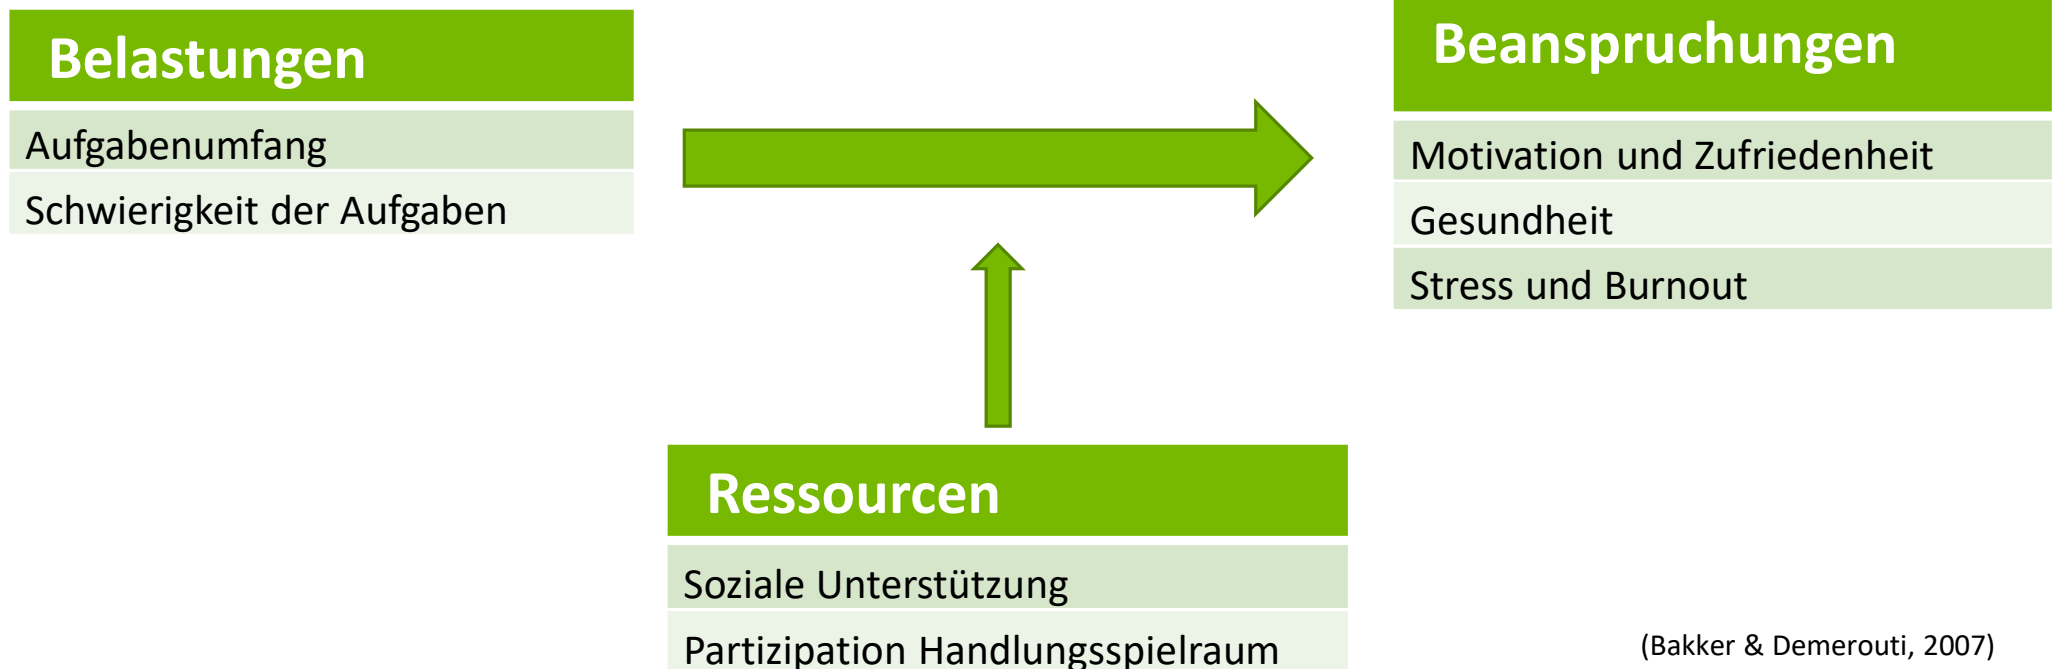 Belastungen
Aufgabenumfang
Schwierigkeit der Aufgaben
Beanspruchungen
Motivation und Zufriedenheit
Gesundheit
Stress und Burnout
Ressourcen
Soziale Unterstützung
Partizipation Handlungsspielraum
(Bakker & Demerouti, 2007)